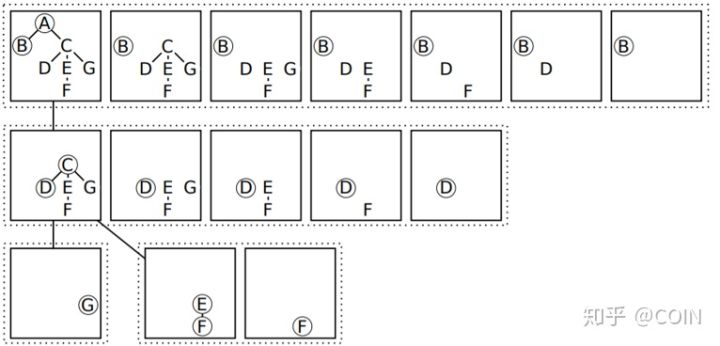 A
B C B C B B B B B
D E G D E G D E G D E D D
F F F F F
C
D E G D E G D E D D
F F F F
G E
F F
知乎 @COIN